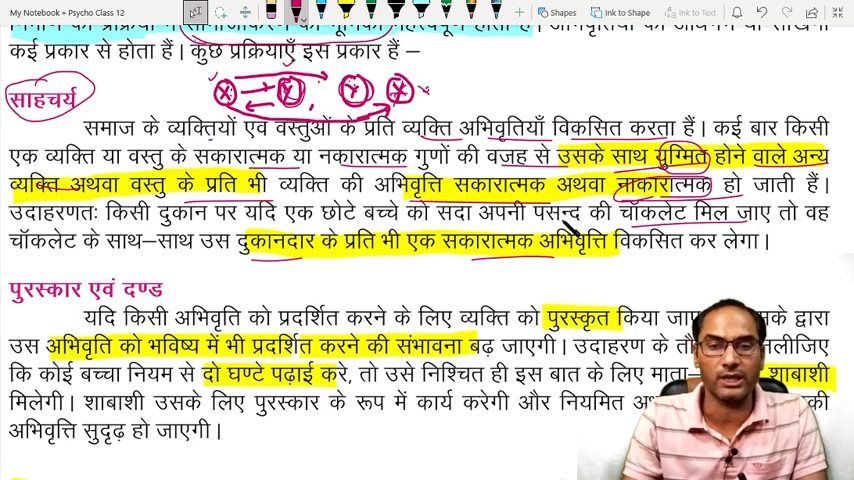 My Notebook » Psycho Class 12
Shapes
Ink to Shape
Ink to Text
सामाजीकरण की भूमिका महत्वपूर्ण होता है।
कई प्रकार से होता हैं। कुछ प्रक्रियाएँ इस प्रकार हैं –
X Y Y X
साहचर्य
समाज के व्यक्तियों एवं वस्तुओं के प्रति व्यक्ति अभिवृतियाँ विकसित करता हैं। कई बार किसी
एक व्यक्ति या वस्तु के सकारात्मक या नकारात्मक गुणों की वजह से उसके साथ युग्मित होने वाले अन्य
व्यक्ति अथवा वस्तु के प्रति भी व्यक्ति की अभिवृत्ति सकारात्मक अथवा नाकारात्मक हो जाती हैं।
उदाहरणतः किसी दुकान पर यदि एक छोटे बच्चे को सदा अपनी पसन्द की चॉकलेट मिल जाए तो वह
चॉकलेट के साथ–साथ उस दुकानदार के प्रति भी एक सकारात्मक अभिवृत्ति विकसित कर लेगा।
पुरस्कार एवं दण्ड
यदि किसी अभिवृति को प्रदर्शित करने के लिए व्यक्ति को पुरस्कृत किया जाए के द्वारा
उस अभिवृति को भविष्य में भी प्रदर्शित करने की संभावना बढ़ जाएगी। उदाहरण के तौ
कि कोई बच्चा नियम से दो घण्टे पढ़ाई करे, तो उसे निश्चित ही इस बात के लिए माता– शाबाशी
मिलेगी। शाबाशी उसके लिए पुरस्कार के रूप में कार्य करेगी और नियमित की
अभिवृत्ति सुदृढ़ हो जाएगी।